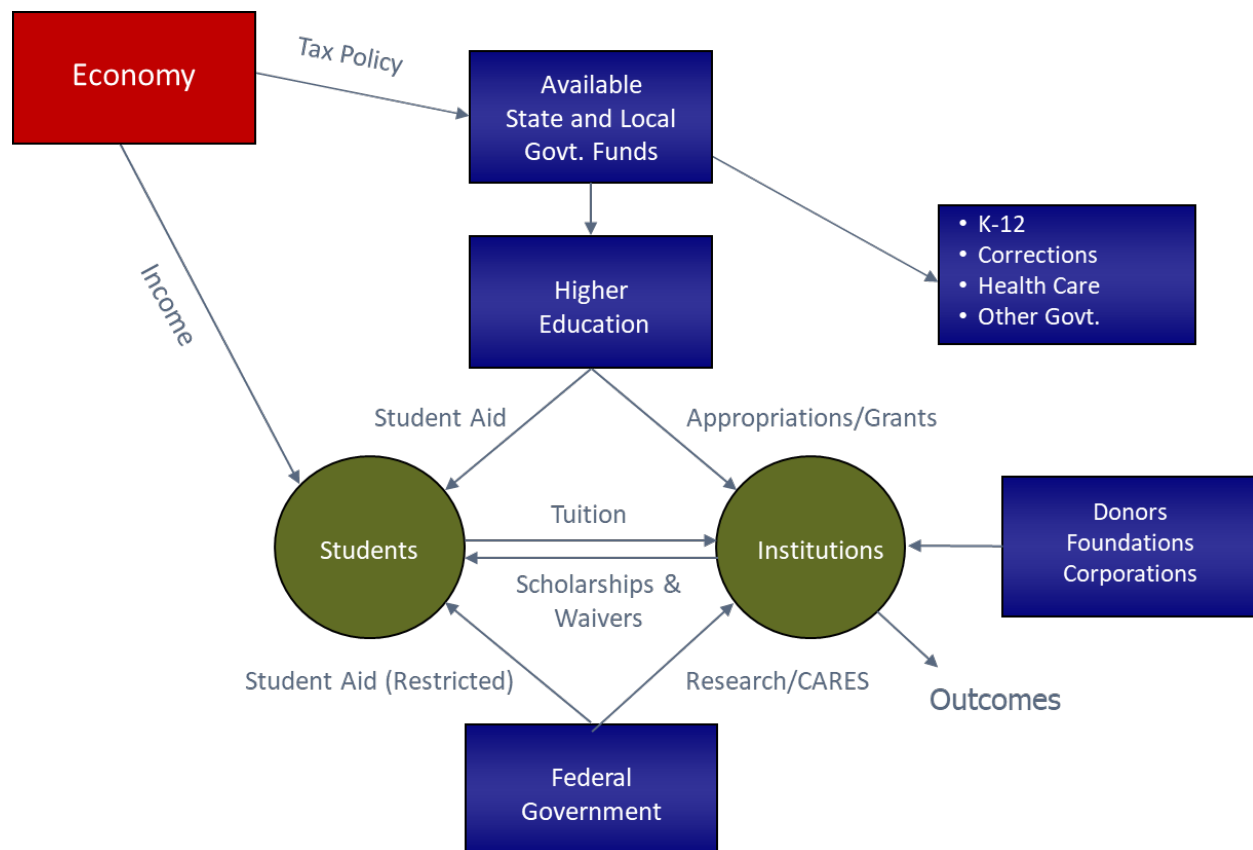 Economy
Tax Policy
Available
State and Local
Govt. Funds
• K-12
• Corrections
• Health Care
• Other Govt.
Income
Higher
Education
Student Aid
Appropriations/Grants
Students
Tuition
Scholarships &
Waivers
Institutions
Donors
Foundations
Corporations
Student Aid (Restricted)
Research/CARES
Outcomes
Federal
Government